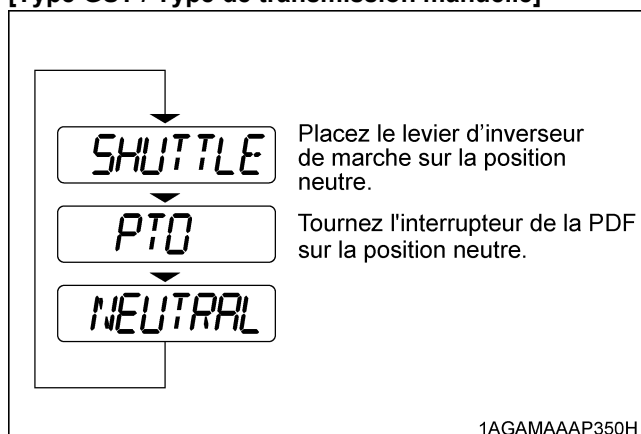 [Type GST / Type de transmission manuelle]
SHUTTLE
Placez le levier d’inverseur
de marche sur la position
neutre.
PTO
Tournez l'interrupteur de la PDF
sur la position neutre.
NEUTRAL
1AGAMAAAP350H